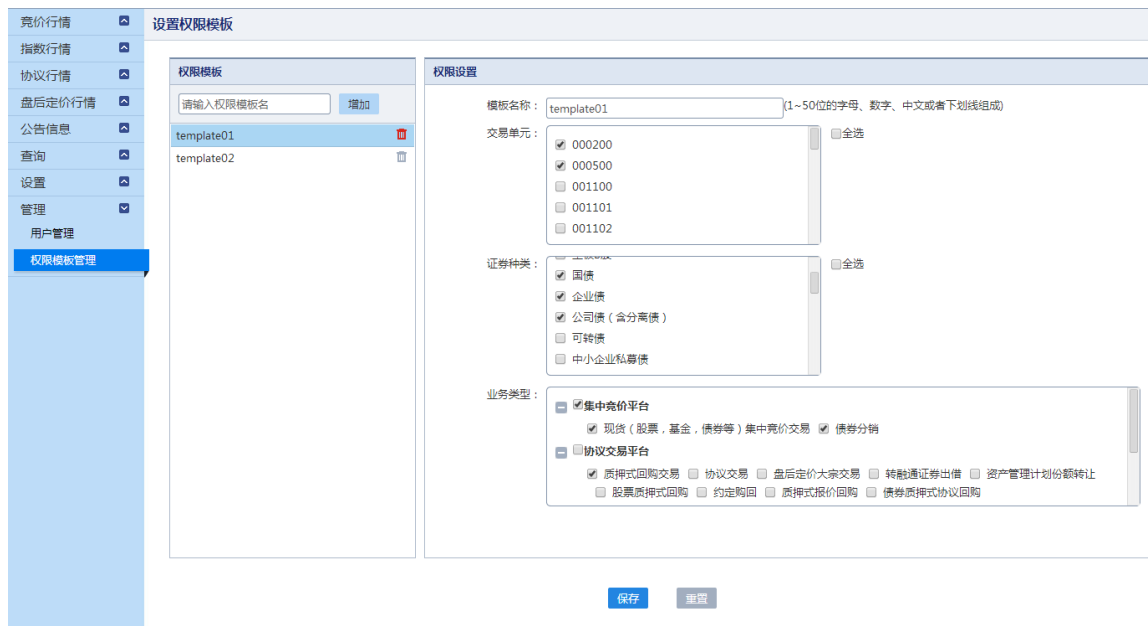 竞价行情
指数行情
协议行情
盘后定价行情
公告信息
查询
设置
管理
用户管理
权限模板管理
设置权限模板
权限模板
请输入权限模板名 增加
template01
template02
权限设置
模板名称： template01 (1~50位的字母、数字、中文或者下划线组成)
交易单元： 全选
000200
000500
001100
001101
001102
证券种类： 全选
国债
企业债
公司债（含分离债）
可转债
中小企业私募债
业务类型：
集中竞价平台
现货（股票，基金，债券等）集中竞价交易 债券分销
协议交易平台
质押式回购交易 协议交易 盘后定价大宗交易 转融通证券出借 资产管理计划份额转让
股票质押式回购 约定购回 质押式报价回购 债券质押式协议回购
保存 重置